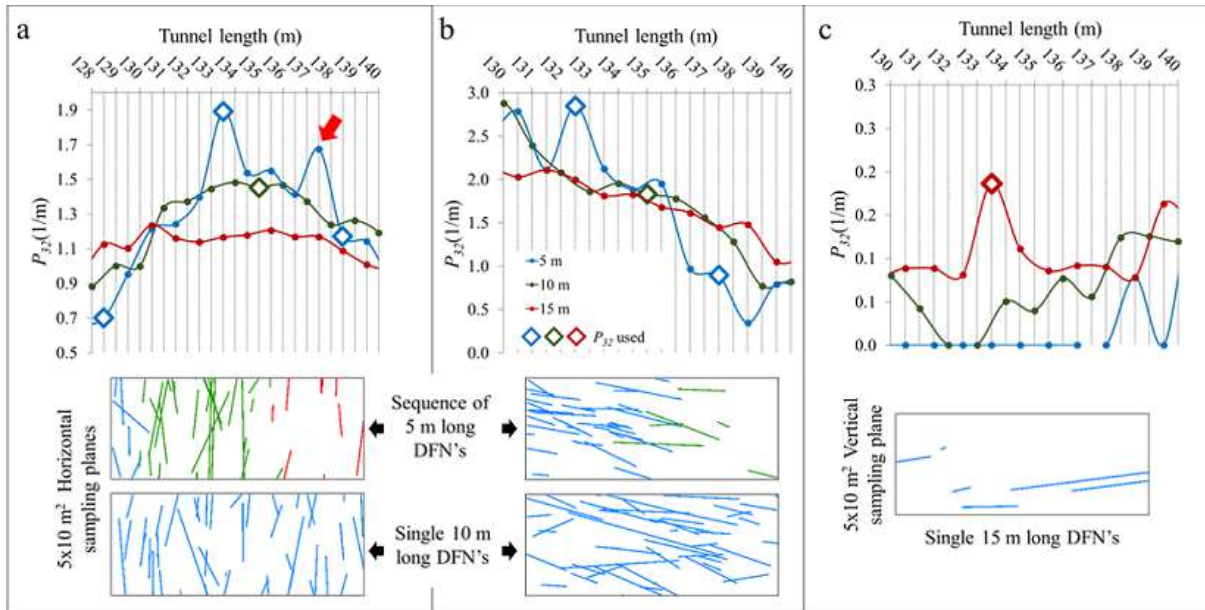 a
Tunnel length (m)
128 129 130 131 132 133 134 135 136 137 138 139 140
P32(1/m)
1.9
1.7
1.5
1.3
1.1
0.9
0.7
0.5
b
Tunnel length (m)
130 131 132 133 134 135 136 137 138 139 140
P32(1/m)
3.0
2.5
2.0
1.5
1.0
0.5
0.0
5 m
10 m
15 m
P32 used
c
Tunnel length (m)
130 131 132 133 134 135 136 137 138 139 140
P32(1/m)
0.3
0.3
0.2
0.2
0.1
0.1
0.0
5x10 m2 Horizontal
sampling planes
Sequence of
5 m long
DFN's
Single 10 m
long DFN's
5x10 m2 Vertical
sampling plane
Single 15 m long DFN's